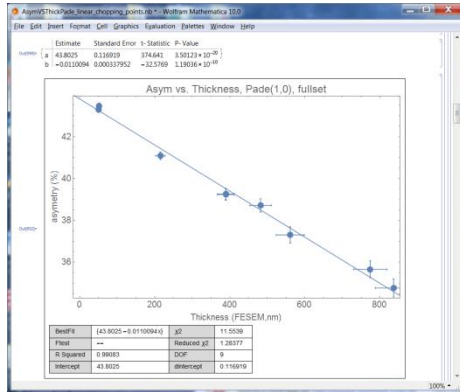 AsymVSThickPade_linear_chopping_points.nb * - Wolfram Mathematica 10.0
File Edit Insert Format Cell Graphics Evaluation Palettes Window Help
Estimate Standard Error t-Statistic P-Value
a 43.8025 0.116919 374.641 3.50123×10⁻²⁰
b -0.0110094 0.000337952 -32.5769 1.19036×10⁻¹⁰
Asym vs. Thickness, Pade(1,0), fullset
asymetry (%)
42
40
38
36
0 200 400 600 800
Thickness (FESEM,nm)
BestFit {43.8025-0.0110094x} χ2 11.5539
Ftest -- Reduced χ2 1.28377
R Squared 0.99083 DOF 9
Intercept 43.8025 dIntercept 0.116919
100%